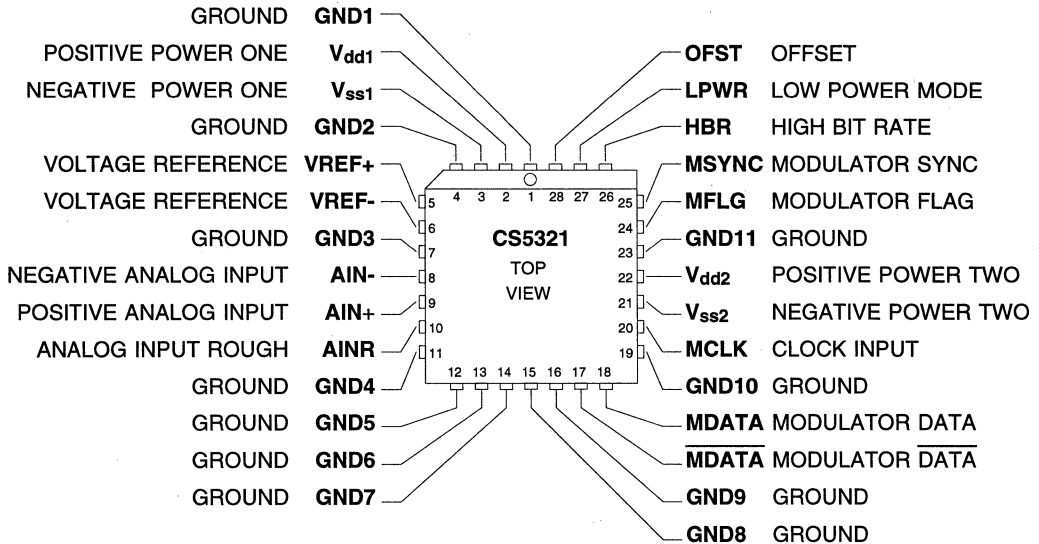 GROUND GND1
POSITIVE POWER ONE Vdd1
NEGATIVE POWER ONE Vss1
GROUND GND2
VOLTAGE REFERENCE VREF+
VOLTAGE REFERENCE VREF-
GROUND GND3
NEGATIVE ANALOG INPUT AIN-
POSITIVE ANALOG INPUT AIN+
ANALOG INPUT ROUGH AINR
GROUND GND4
GROUND GND5
GROUND GND6
GROUND GND7
4 3 2 1 28 27 26
5
6
7
8
9
10
11
CS5321
TOP
VIEW
25
24
23
22
21
20
19
12 13 14 15 16 17 18
OFST OFFSET
LPWR LOW POWER MODE
HBR HIGH BIT RATE
MSYNC MODULATOR SYNC
MFLG MODULATOR FLAG
GND11 GROUND
Vdd2 POSITIVE POWER TWO
Vss2 NEGATIVE POWER TWO
MCLK CLOCK INPUT
GND10 GROUND
MDATA MODULATOR DATA
M̅D̅A̅T̅A̅ MODULATOR D̅A̅T̅A̅
GND9 GROUND
GND8 GROUND